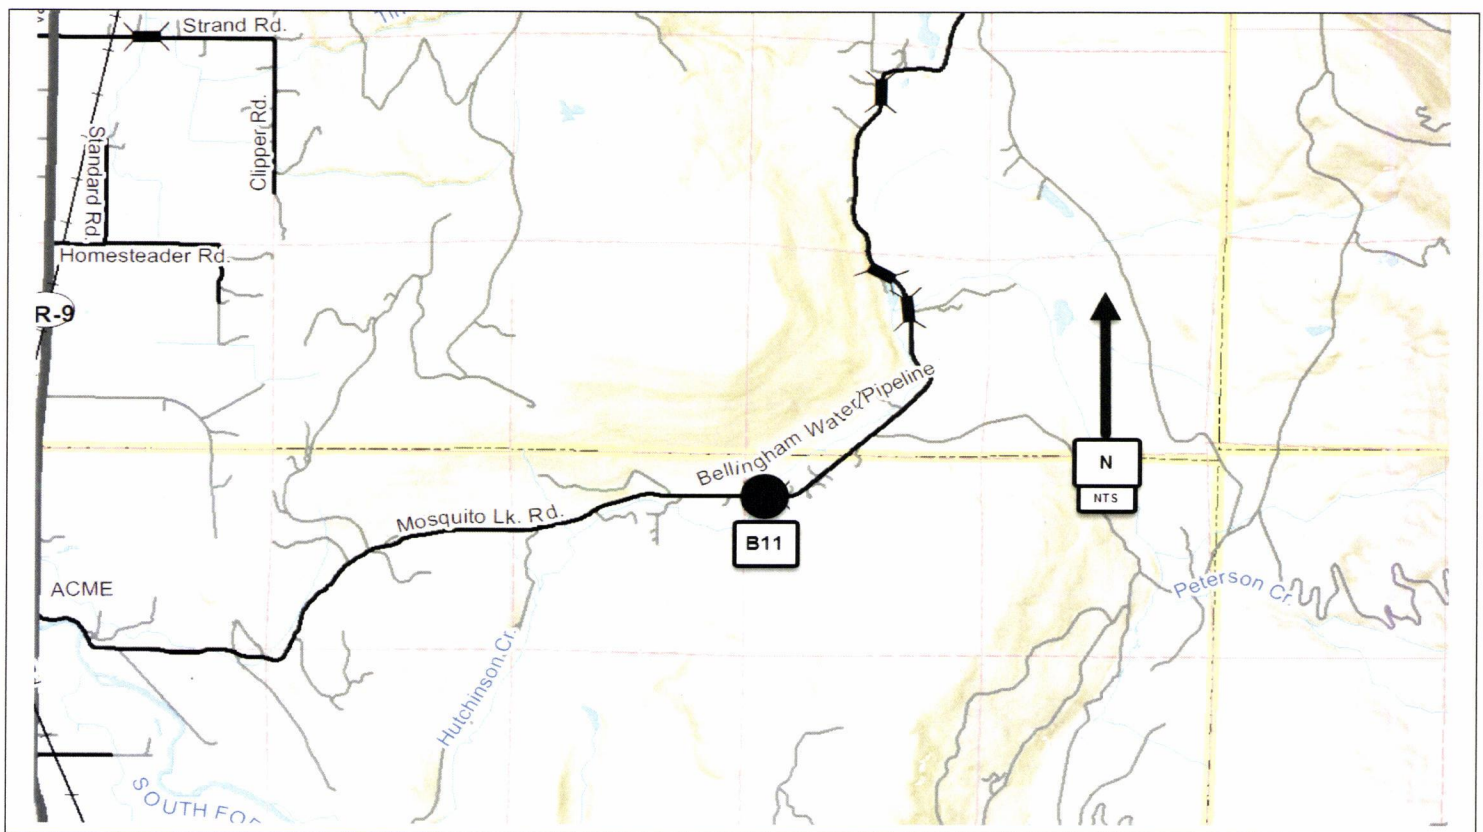 Strand Rd.
Clipper Rd.
Standard Rd.
Homesteader Rd.
R-9
Bellingham Water/Pipeline
N
NTS
Mosquito Lk. Rd.
B11
ACME
Peterson Cr.
Hutchinson Cr.
SOUTH FOR